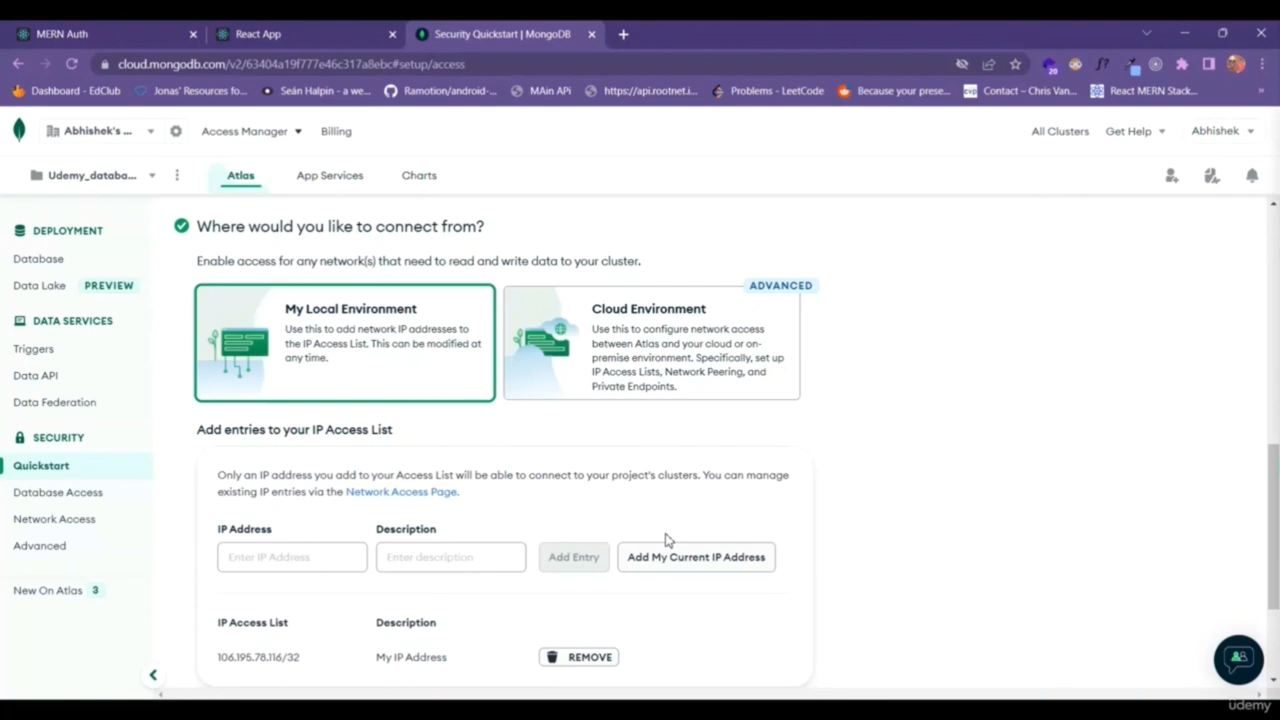 MERN Auth
React App
Security Quickstart | MongoDB
cloud.mongodb.com/v2/63404a19f777e46c317a8ebc#setup/access
20
Dashboard - EdClub
Jonas' Resources fo...
Seán Halpin - a we...
Ramotion/android-...
MAIn Api
https://api.rootnet.i...
Problems - LeetCode
Because your prese...
cvp
Contact – Chris Van...
React MERN Stack...
Abhishek's ...
Access Manager
Billing
All Clusters
Get Help
Abhishek
Udemy_databa...
Atlas
App Services
Charts
DEPLOYMENT
Database
Data Lake
PREVIEW
DATA SERVICES
Triggers
Data API
Data Federation
SECURITY
Quickstart
Database Access
Network Access
Advanced
New On Atlas 3
Where would you like to connect from?
Enable access for any network(s) that need to read and write data to your cluster.
My Local Environment
Use this to add network IP addresses to
the IP Access List. This can be modified at
any time.
ADVANCED
Cloud Environment
Use this to configure network access
between Atlas and your cloud or on-
premise environment. Specifically, set up
IP Access Lists, Network Peering, and
Private Endpoints.
Add entries to your IP Access List
Only an IP address you add to your Access List will be able to connect to your project's clusters. You can manage
existing IP entries via the Network Access Page.
IP Address
Description
Enter IP Address
Enter description
Add Entry
Add My Current IP Address
IP Access List
Description
106.195.78.116/32
My IP Address
REMOVE
ûdemy